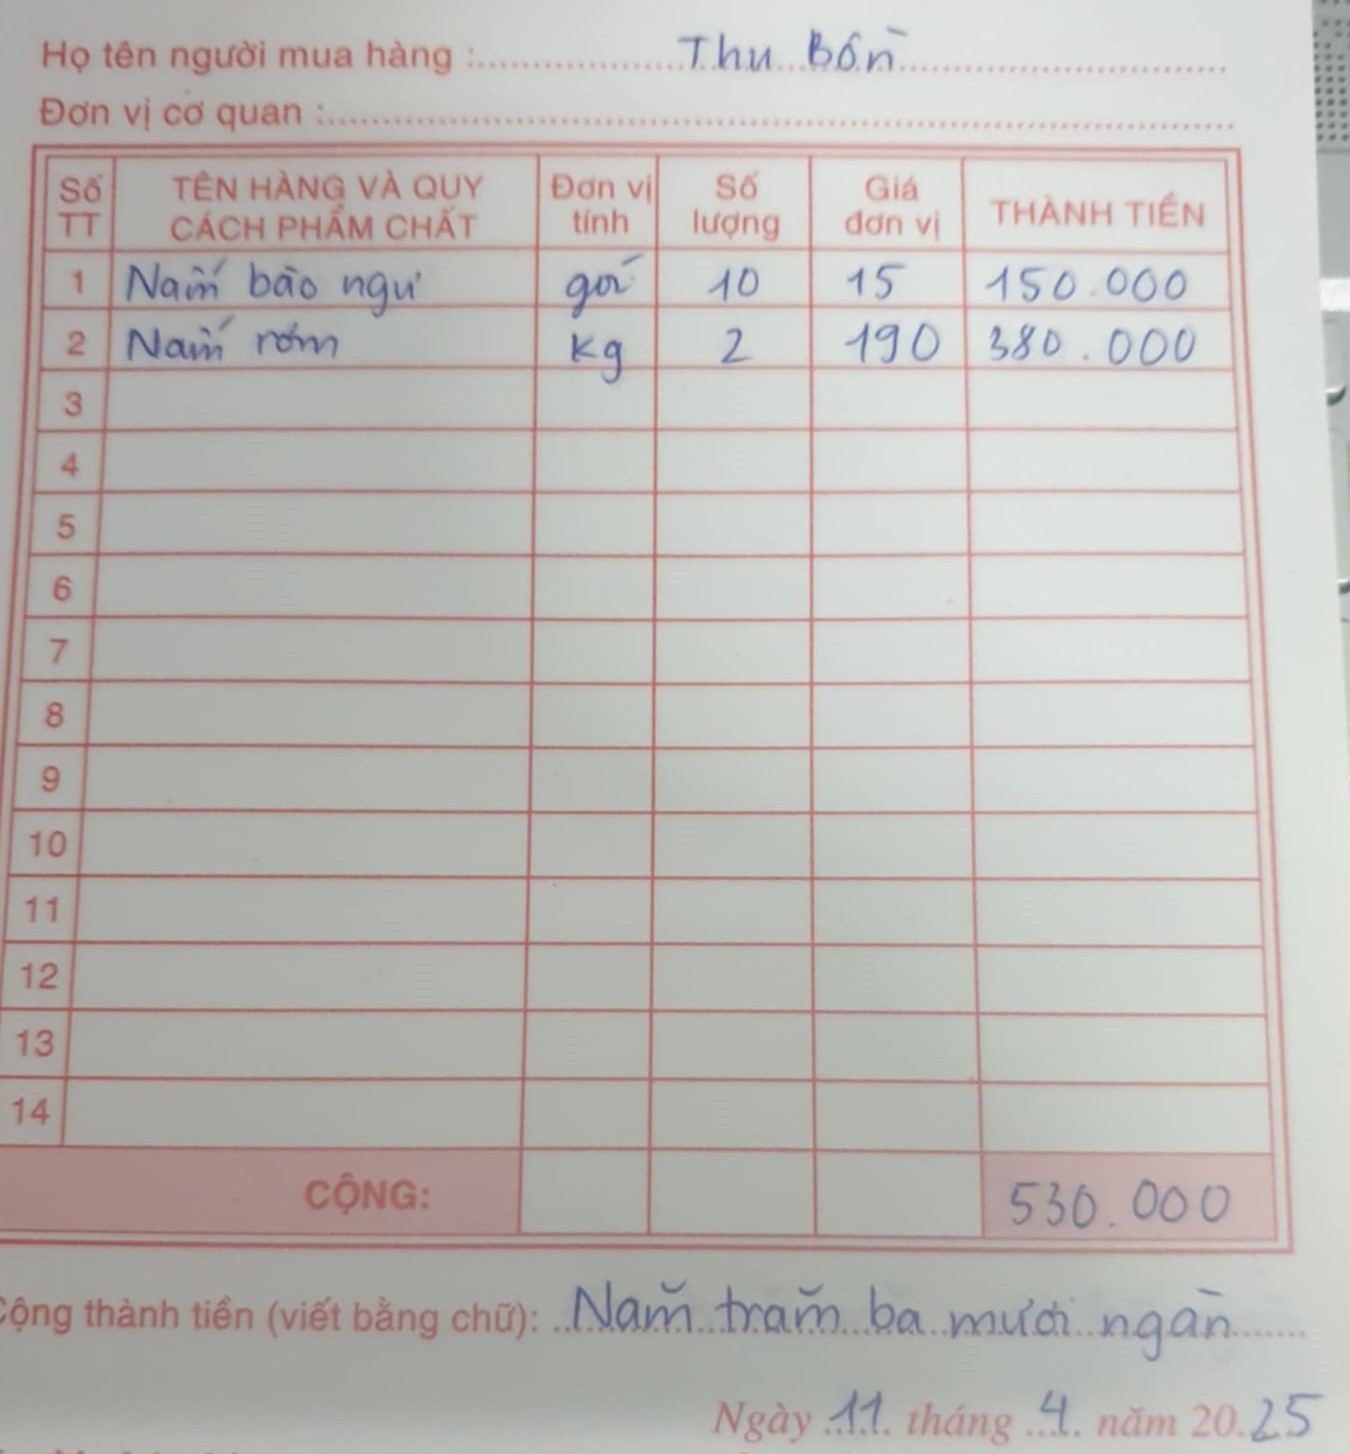 Họ tên người mua hàng : Thu Bồn
Đơn vị cơ quan :
Số TT TÊN HÀNG VÀ QUY CÁCH PHẨM CHẤT Đơn vị tính Số lượng Giá đơn vị THÀNH TIỀN
1 Nấm bào ngư gói 10 15 150.000
2 Nấm rơm kg 2 190 380.000
3
4
5
6
7
8
9
10
11
12
13
14
CỘNG: 530.000
Cộng thành tiền (viết bằng chữ): Năm trăm ba mươi ngàn
Ngày 11 tháng 4 năm 2025